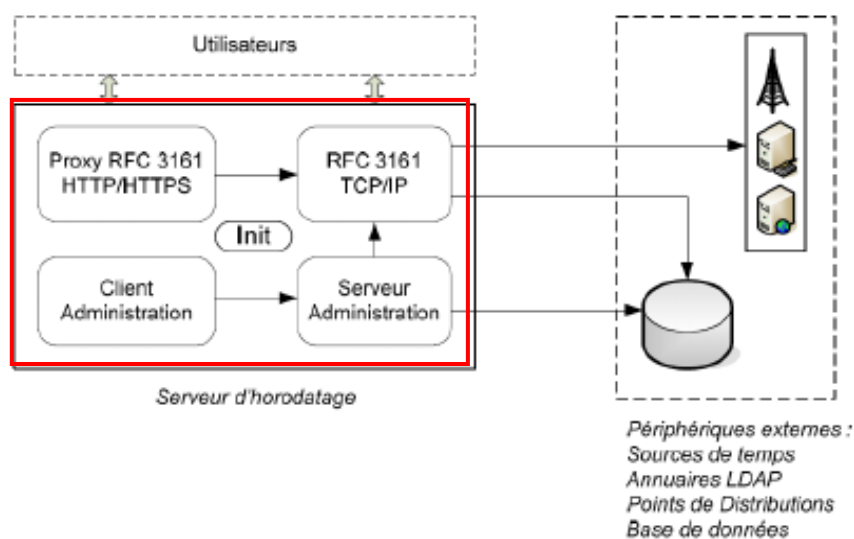 Utilisateurs
Proxy RFC 3161
HTTP/HTTPS
RFC 3161
TCP/IP
Init
Client
Administration
Serveur
Administration
Serveur d'horodatage
Périphériques externes :
Sources de temps
Annuaires LDAP
Points de Distributions
Base de données